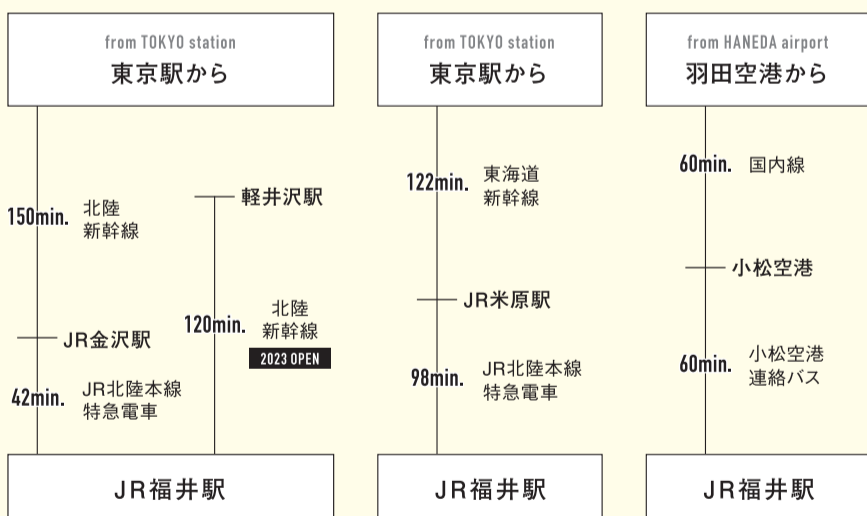 from TOKYO station
東京駅から
150min.
北陸
新幹線
JR金沢駅
42min.
JR北陸本線
特急電車
軽井沢駅
120min.
北陸
新幹線
2023 OPEN
JR福井駅
from TOKYO station
東京駅から
122min.
東海道
新幹線
JR米原駅
98min.
JR北陸本線
特急電車
JR福井駅
from HANEDA airport
羽田空港から
60min.
国内線
小松空港
60min.
小松空港
連絡バス
JR福井駅